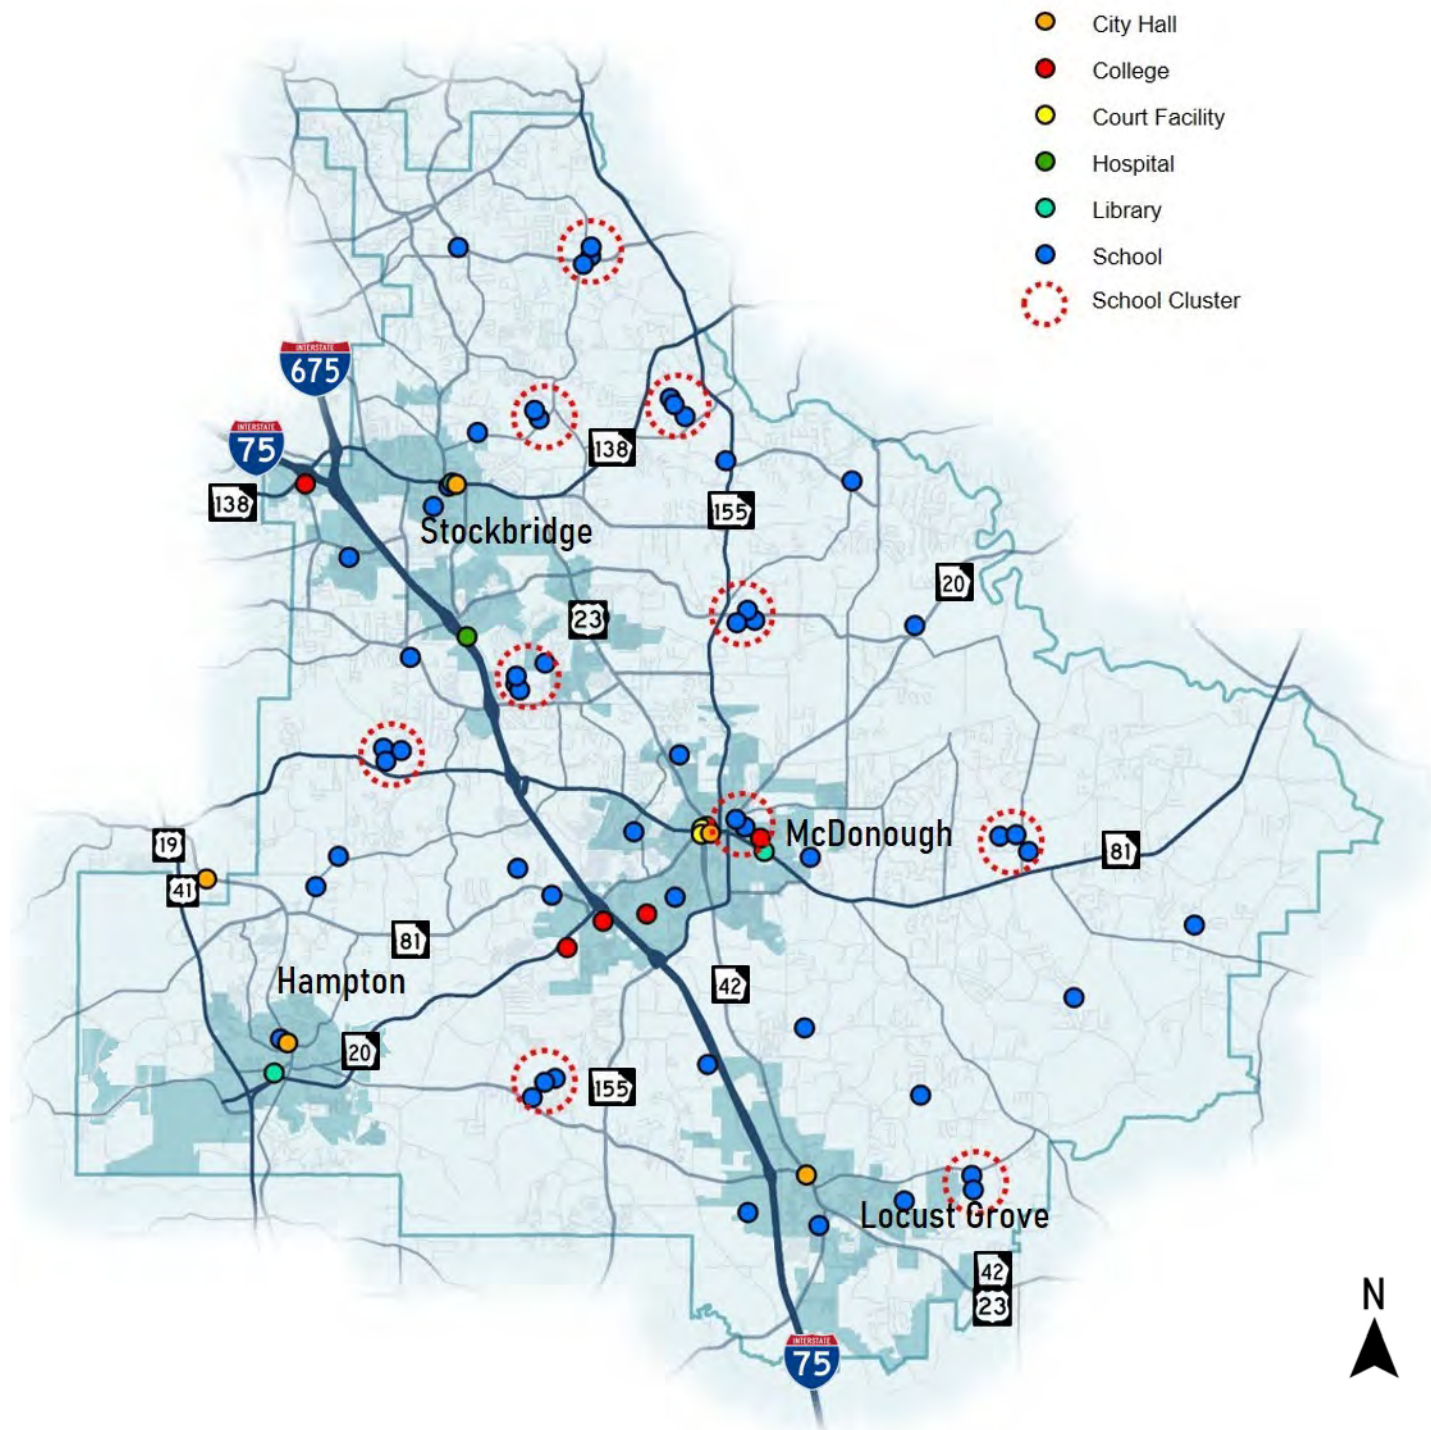 City Hall
College
Court Facility
Hospital
Library
School
School Cluster
INTERSTATE
675
INTERSTATE
75
138
138
155
Stockbridge
20
23
McDonough
19
81
41
81
Hampton
42
20
155
Locust Grove
42
23
N
INTERSTATE
75